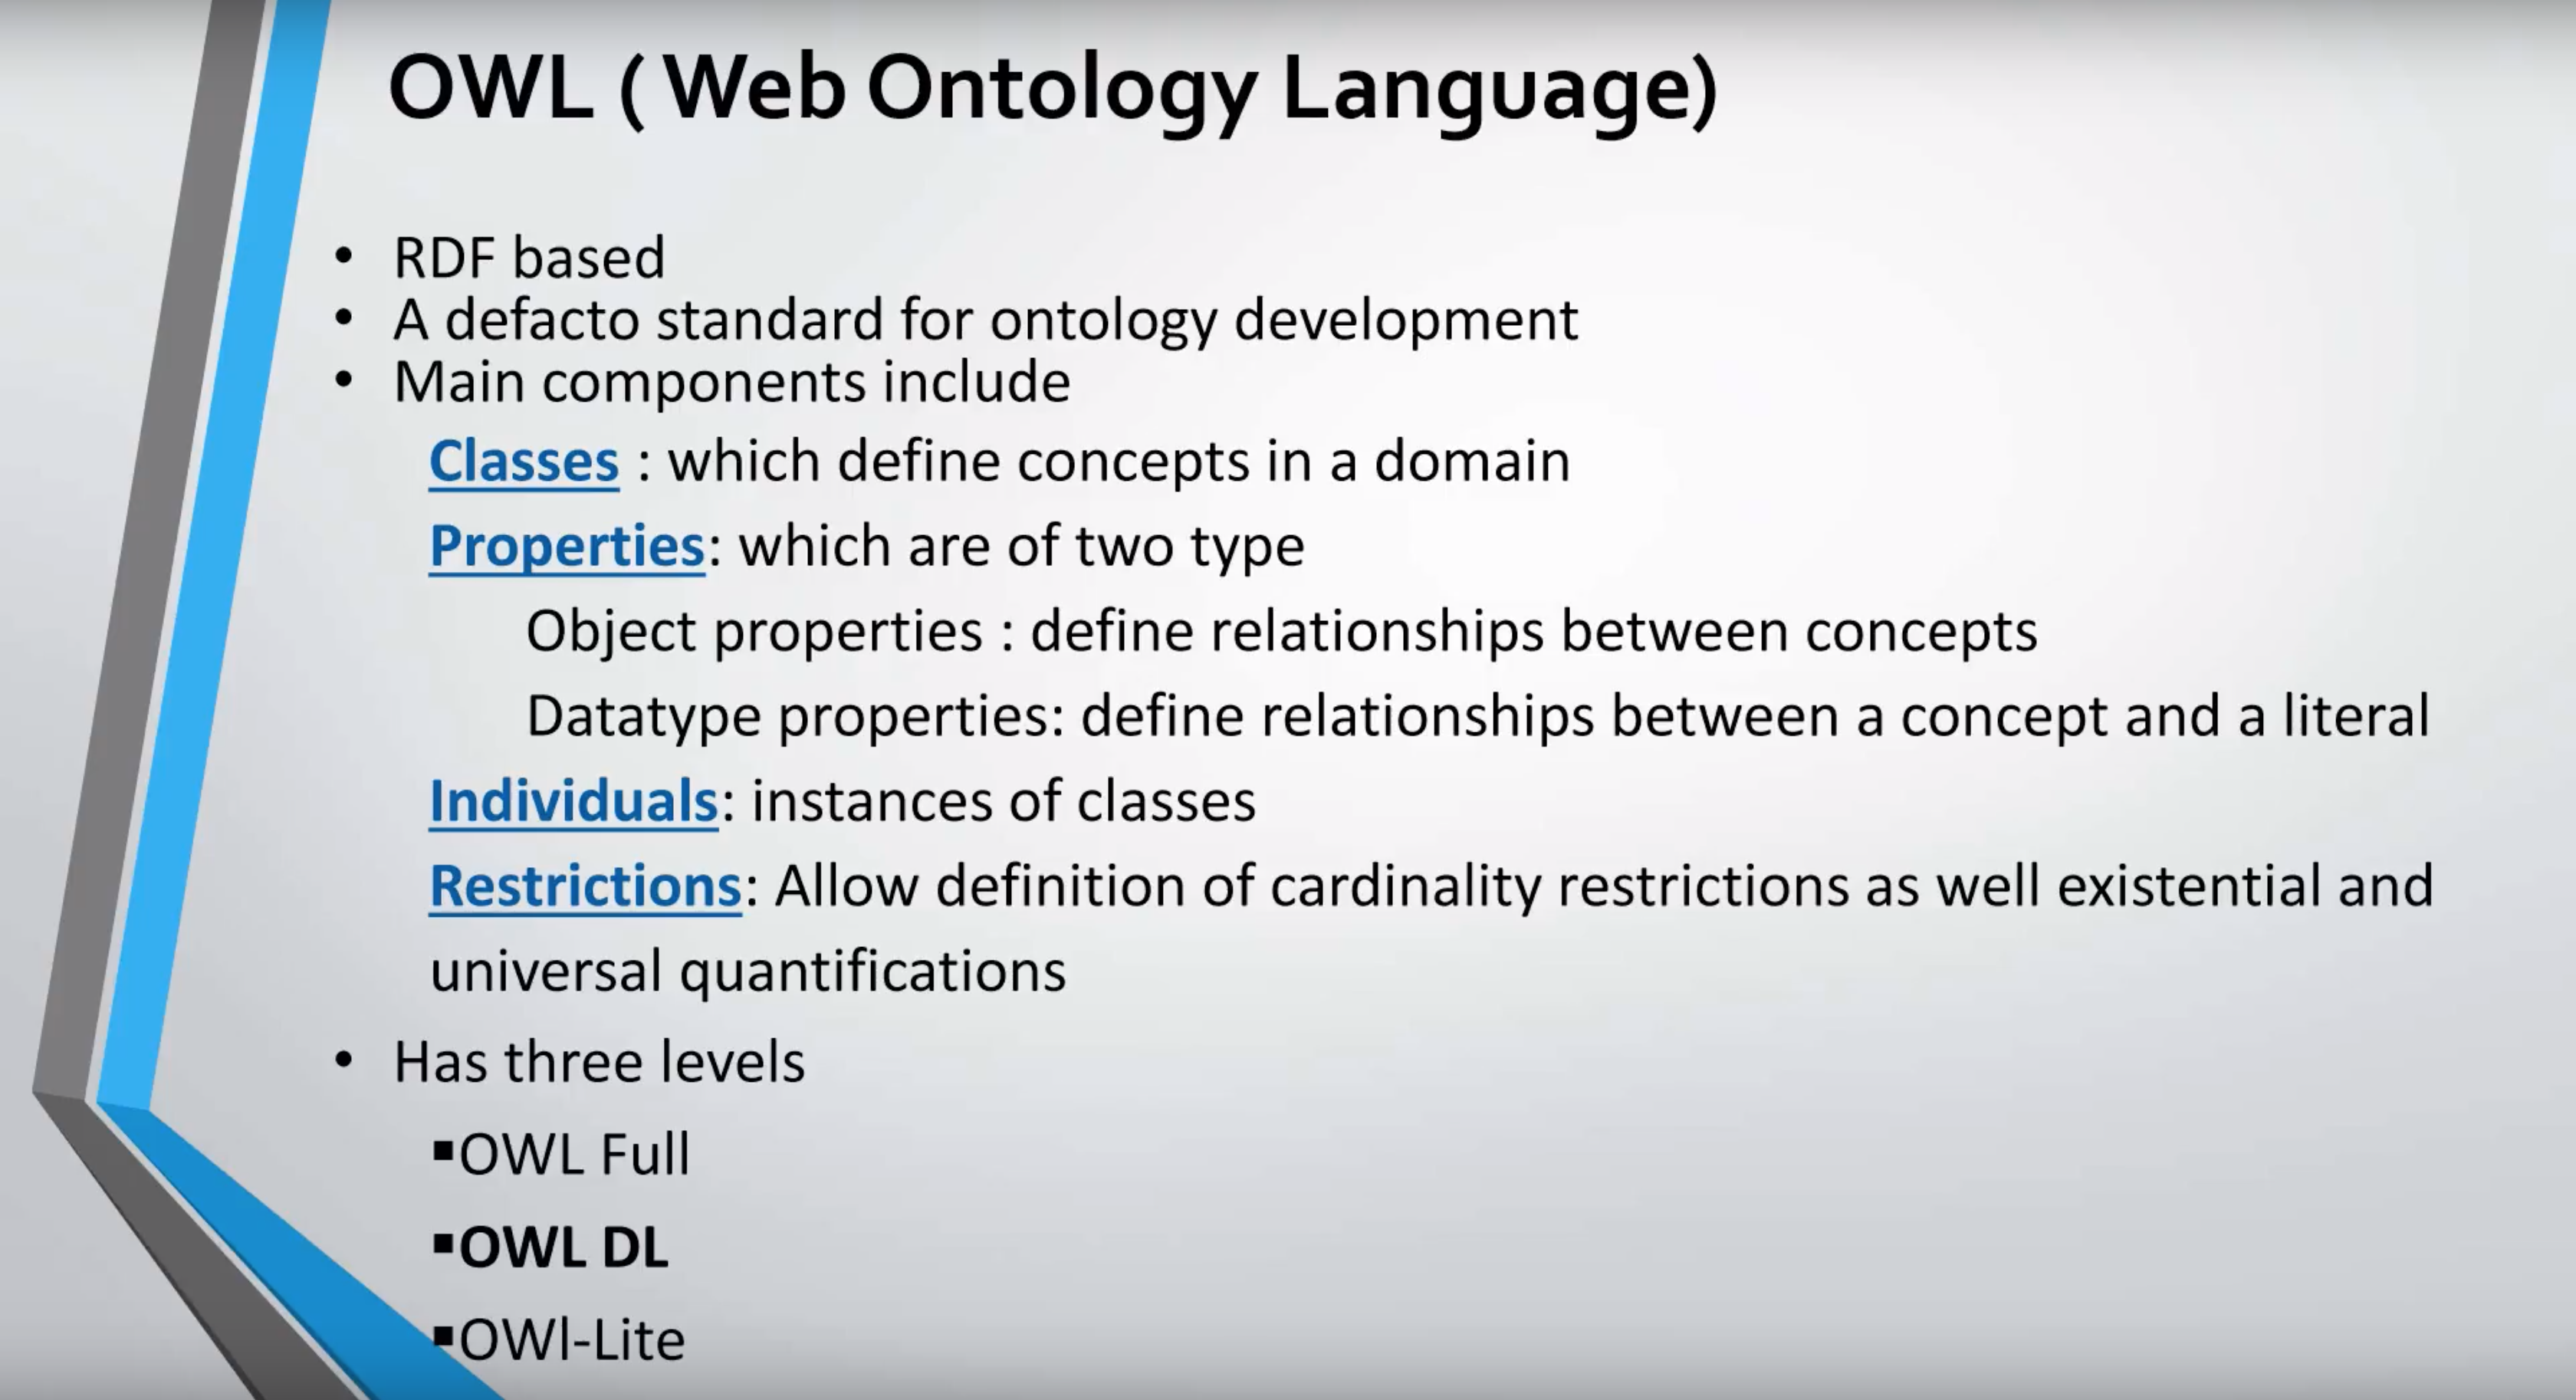 OWL ( Web Ontology Language)
• RDF based
• A defacto standard for ontology development
• Main components include
Classes : which define concepts in a domain
Properties: which are of two type
Object properties : define relationships between concepts
Datatype properties: define relationships between a concept and a literal
Individuals: instances of classes
Restrictions: Allow definition of cardinality restrictions as well existential and
universal quantifications
• Has three levels
▪OWL Full
▪OWL DL
▪OWl-Lite